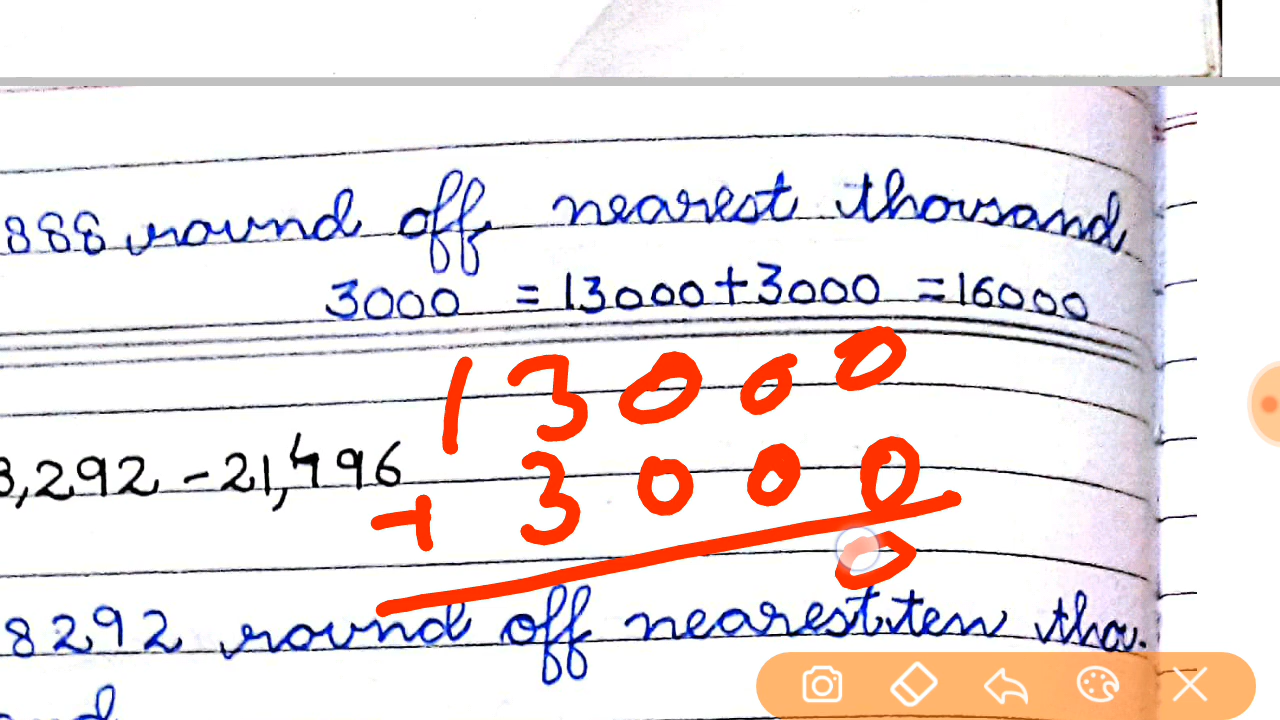 888 round off nearest thousand
3000 = 13000+3000 = 16000
13000
3,292 - 21,496
+ 3000
0
8292 round off nearest ten thou.